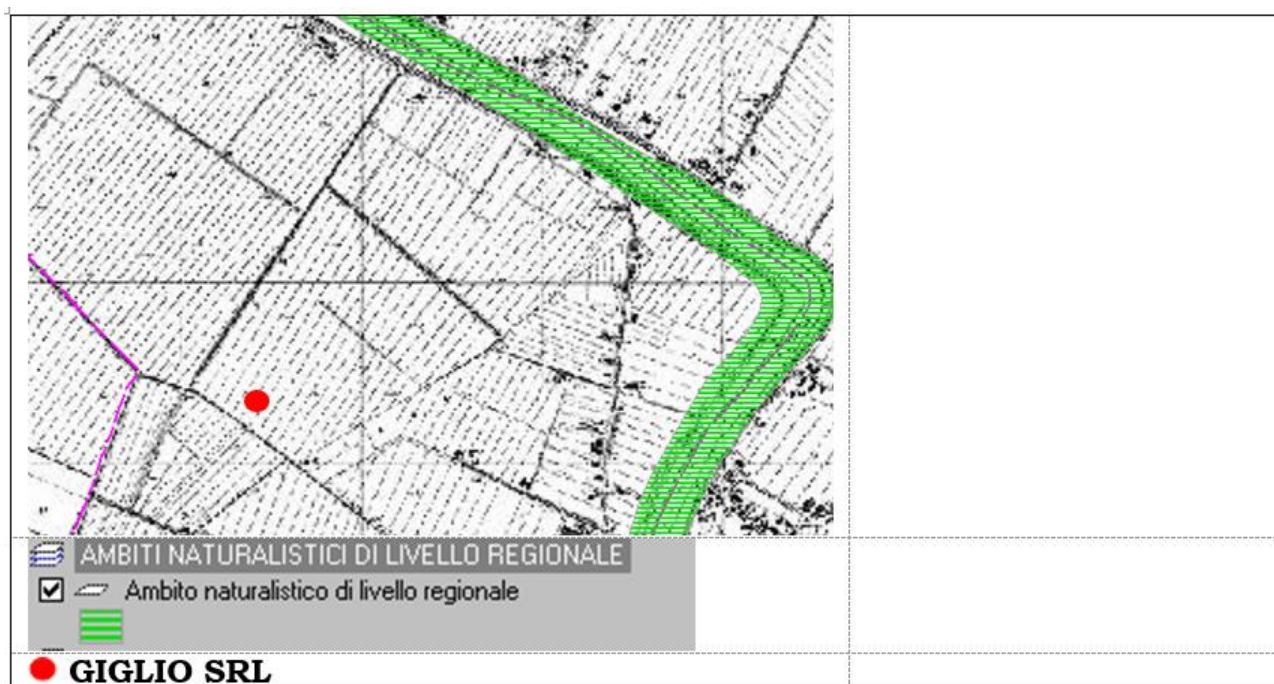 AMBITI NATURALISTICI DI LIVELLO REGIONALE
Ambito naturalistico di livello regionale
GIGLIO SRL